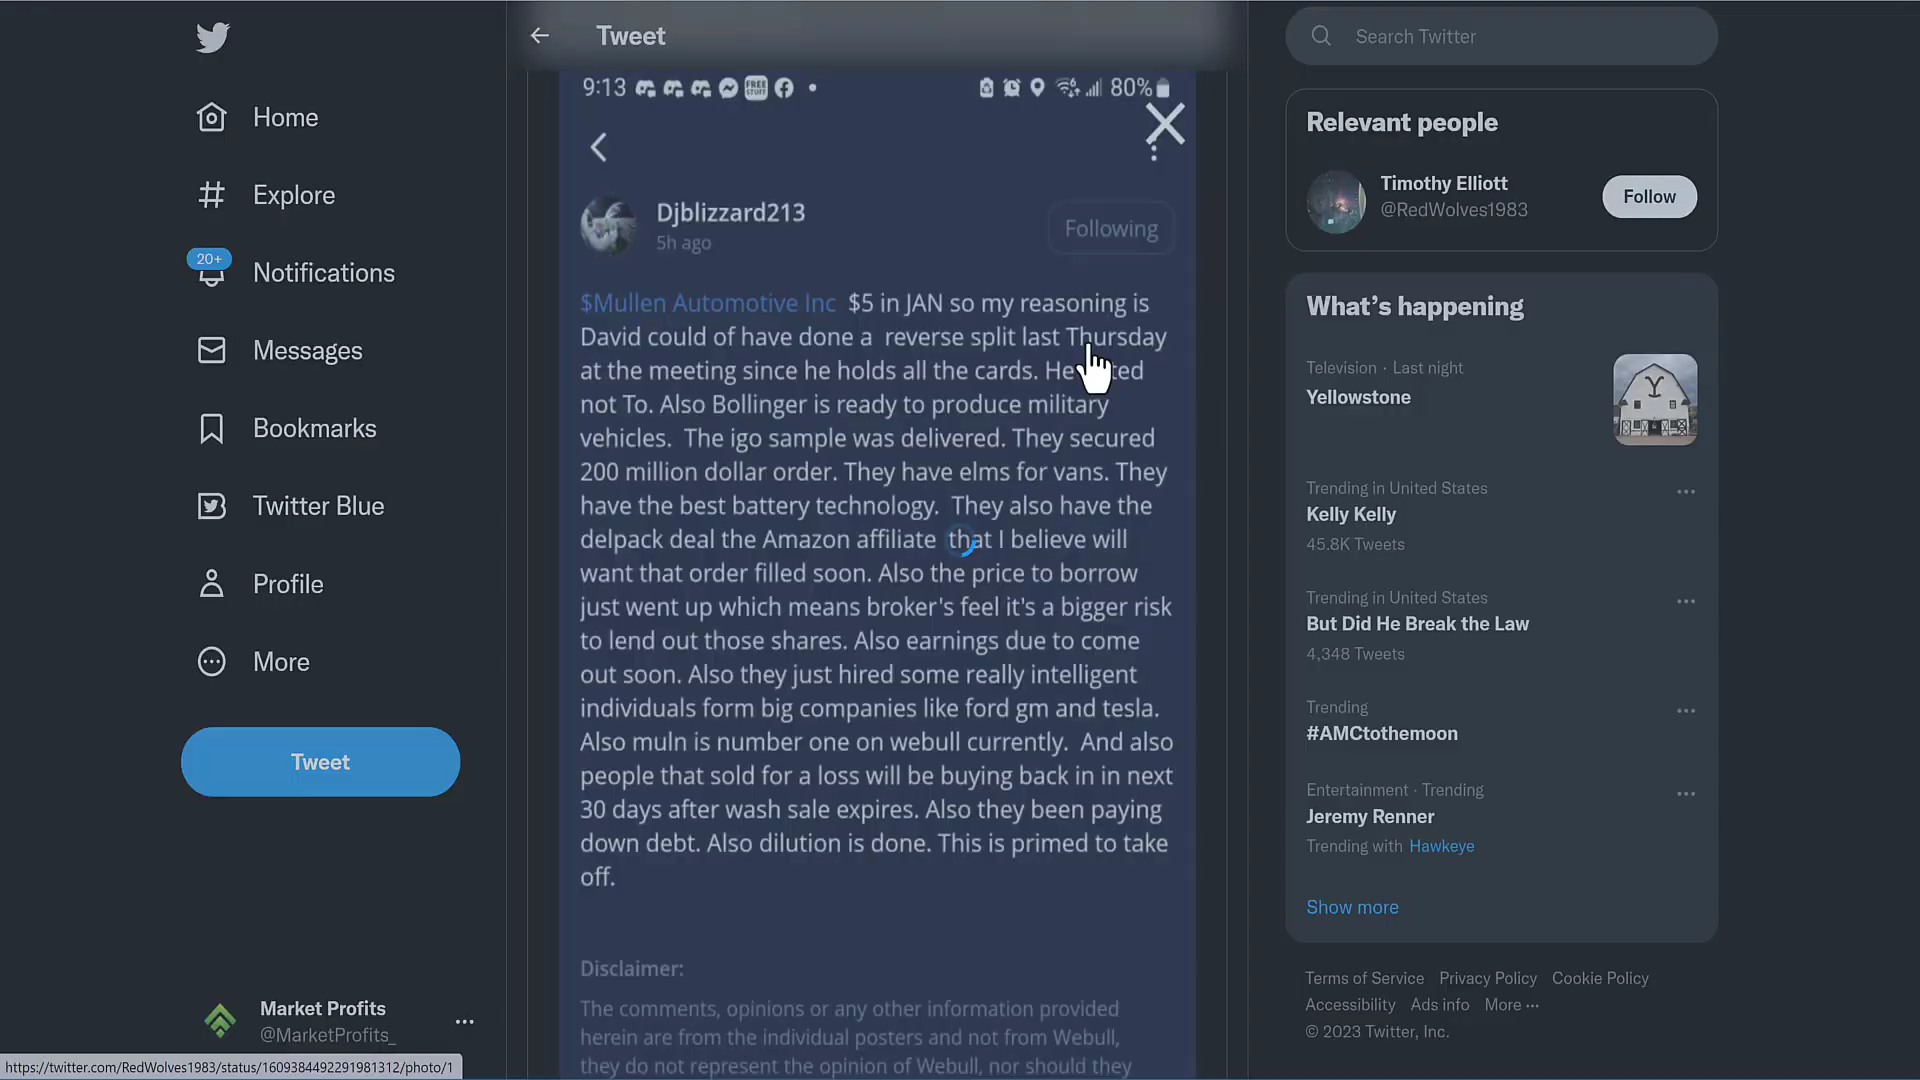 Home
Explore
20+
Notifications
Messages
Bookmarks
Twitter Blue
Profile
More
Tweet
Market Profits
@MarketProfits_
https://twitter.com/RedWolves1983/status/1609384492291981312/photo/1
Tweet
9:13 FREE STUFF 80%
Djblizzard213
5h ago
Following
$Mullen Automotive Inc $5 in JAN so my reasoning is
David could of have done a reverse split last Thursday
at the meeting since he holds all the cards. He
not To. Also Bollinger is ready to produce military
vehicles. The igo sample was delivered. They secured
200 million dollar order. They have elms for vans. They
have the best battery technology. They also have the
delpack deal the Amazon affiliate that I believe will
want that order filled soon. Also the price to borrow
just went up which means broker's feel it's a bigger risk
to lend out those shares. Also earnings due to come
out soon. Also they just hired some really intelligent
individuals form big companies like ford gm and tesla.
Also muln is number one on webull currently. And also
people that sold for a loss will be buying back in in next
30 days after wash sale expires. Also they been paying
down debt. Also dilution is done. This is primed to take
off.
Disclaimer:
The comments, opinions or any other information provided
herein are from the individual posters and not from Webull,
they do not represent the opinion of Webull, nor should they
Search Twitter
Relevant people
Timothy Elliott
@RedWolves1983
Follow
What's happening
Television · Last night
Yellowstone
Y
Trending in United States
Kelly Kelly
45.8K Tweets
Trending in United States
But Did He Break the Law
4,348 Tweets
Trending
#AMCtothemoon
Entertainment · Trending
Jeremy Renner
Trending with Hawkeye
Show more
Terms of Service Privacy Policy Cookie Policy
Accessibility Ads info More ···
© 2023 Twitter, Inc.